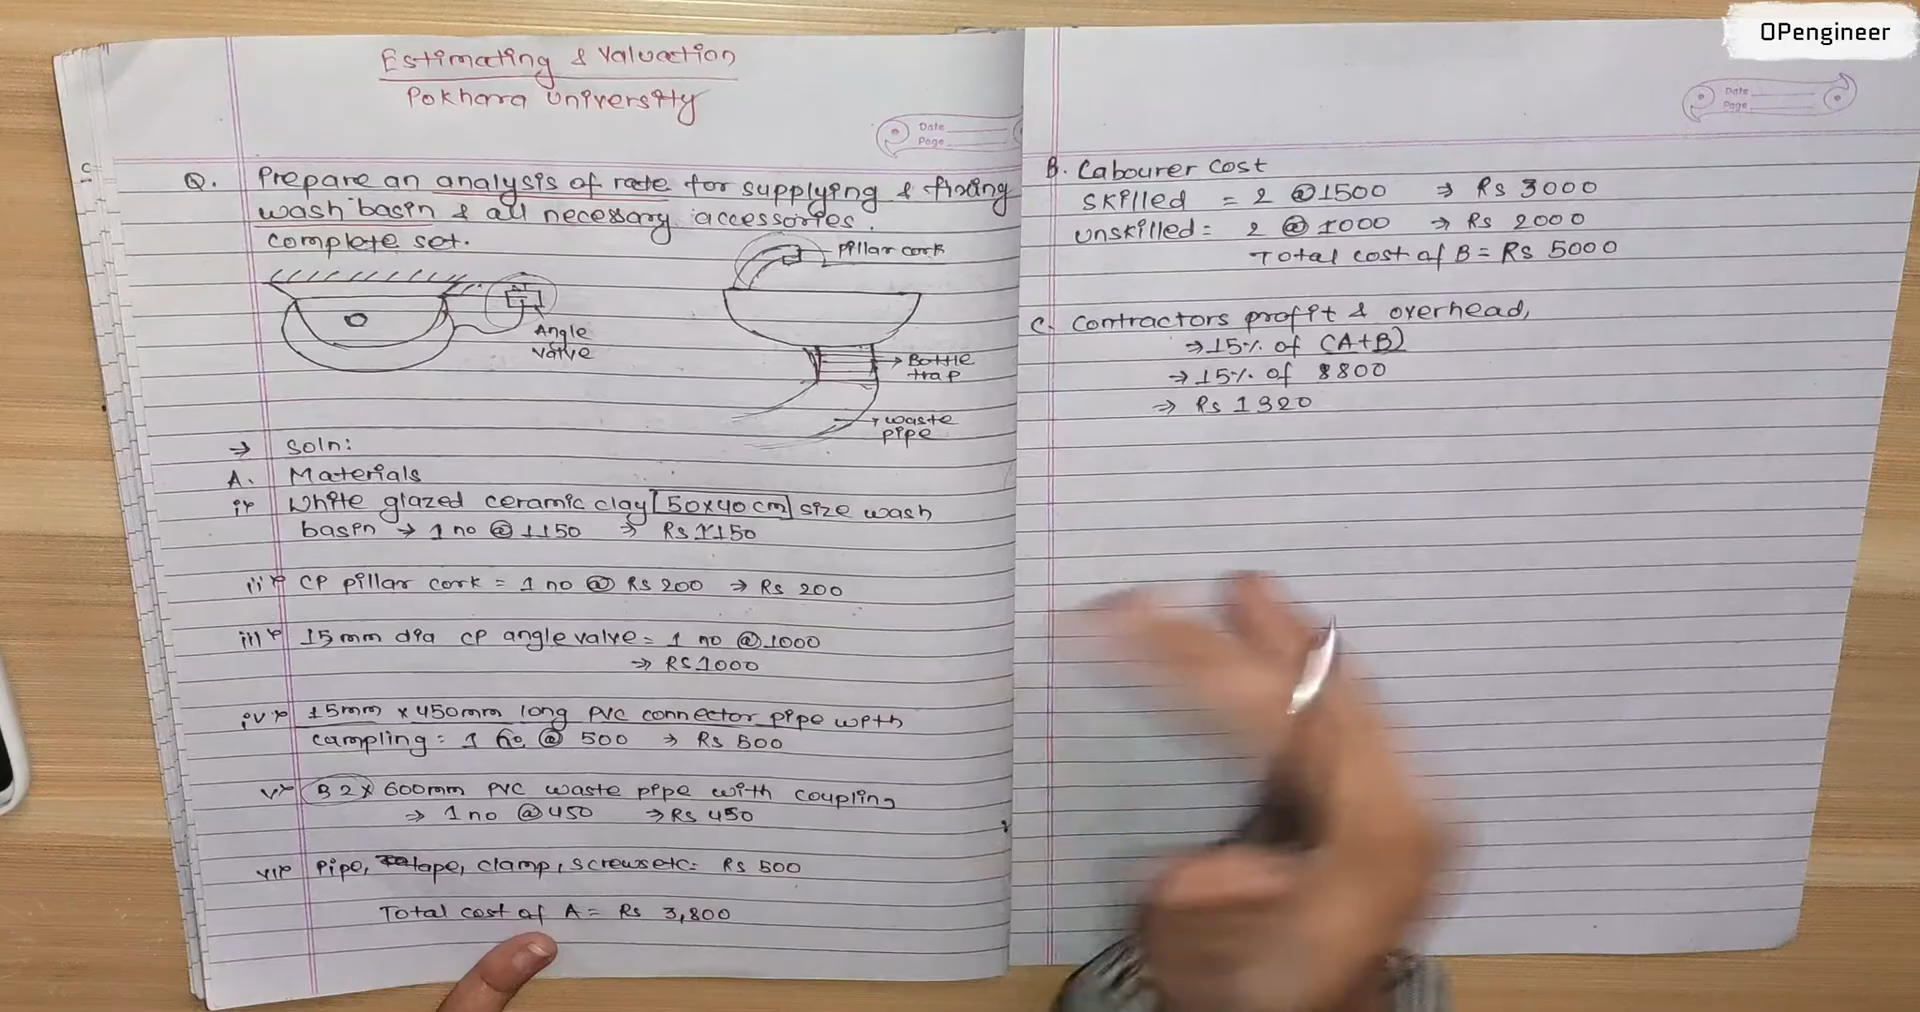 OPengineer
Estimating & Valuation
Pokhara University
Date
Page
Q. Prepare an analysis of rate for supplying & fixing
wash basin & all necessary accessories.
complete set.
pillar cork
Angle
valve
Bottle
trap
waste
pipe
→ Soln:
A. Materials
i> White glazed ceramic clay [50x40 cm] size wash
basin → 1 no @ 1150 ⇒ Rs 1150
ii> CP pillar cork = 1 no @ Rs 200 → Rs 200
iii> 15mm dia CP angle valve = 1 no @ 1000
⇒ RS 1000
iv> 15mm x 450mm long PVC connector pipe with
campling = 1 no @ 500 → Rs 500
v> 32 x 600mm PVC waste pipe with coupling
⇒ 1 no @ 450 → Rs 450
vi> Pipe, tape, clamp, screws etc = Rs 500
Total cost of A = Rs 3,800
Date
Page
B. Cabourer cost
skilled = 2 @ 1500 ⇒ Rs 3000
unskilled = 2 @ 1000 ⇒ Rs 2000
Total cost of B = Rs 5000
C. Contractors profit & overhead,
⇒ 15% of (A+B)
→ 15% of 8800
⇒ Rs 1320